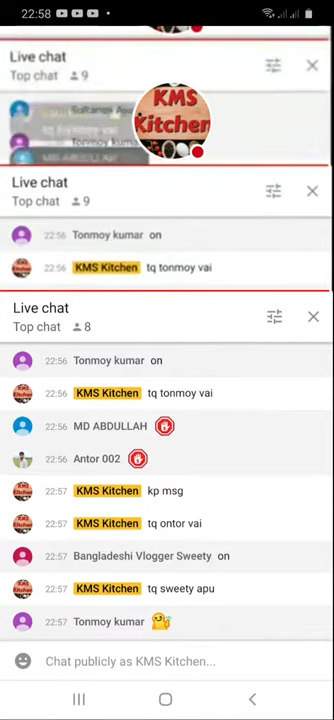 22:58
Live chat
Top chat 9
KMS
Kitchen
Live chat
Top chat 9
22:56 Tonmoy kumar on
22:56 KMS Kitchen tq tonmoy vai
Live chat
Top chat 8
22:56 Tonmoy kumar on
22:56 KMS Kitchen tq tonmoy vai
22:56 MD ABDULLAH
22:56 Antor 002
22:57 KMS Kitchen kp msg
22:57 KMS Kitchen tq ontor vai
22:57 Bangladeshi Vlogger Sweety on
22:57 KMS Kitchen tq sweety apu
22:57 Tonmoy kumar
Chat publicly as KMS Kitchen...